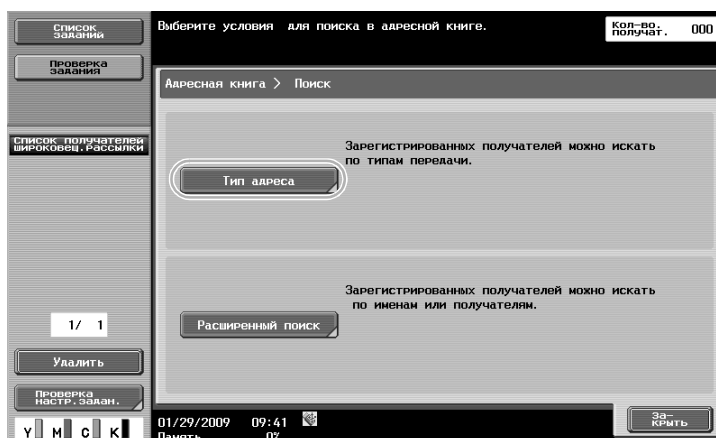 Список
заданий
Проверка
задания
Список получателей
широковещ.рассылки
1/ 1
Удалить
Проверка
настр.задан.
Y M C K
Выберите условия для поиска в адресной книге.
Кол-во.
получат. 000
Адресная книга > Поиск
Зарегистрированных получателей можно искать
по типам передачи.
Тип адреса
Зарегистрированных получателей можно искать
по именам или получателям.
Расширенный поиск
01/29/2009 09:41
Память 0%
За-
крыть